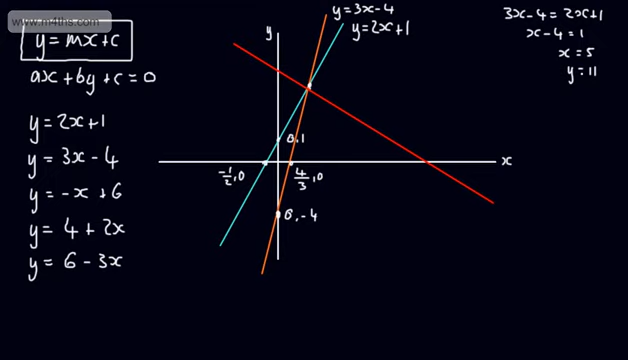 www.m4ths.com
y = mx + c
ax + by + c = 0
y = 2x + 1
y = 3x - 4
y = -x + 6
y = 4 + 2x
y = 6 - 3x
y = 3x - 4
y = 2x + 1
y
x
0, 1
-1/2, 0
4/3, 0
0, -4
3x - 4 = 2x + 1
x - 4 = 1
x = 5
y = 11